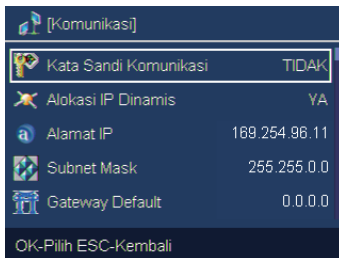 [Komunikasi]
Kata Sandi Komunikasi TIDAK
Alokasi IP Dinamis YA
Alamat IP 169.254.96.11
Subnet Mask 255.255.0.0
Gateway Default 0.0.0.0
OK-Pilih ESC-Kembali